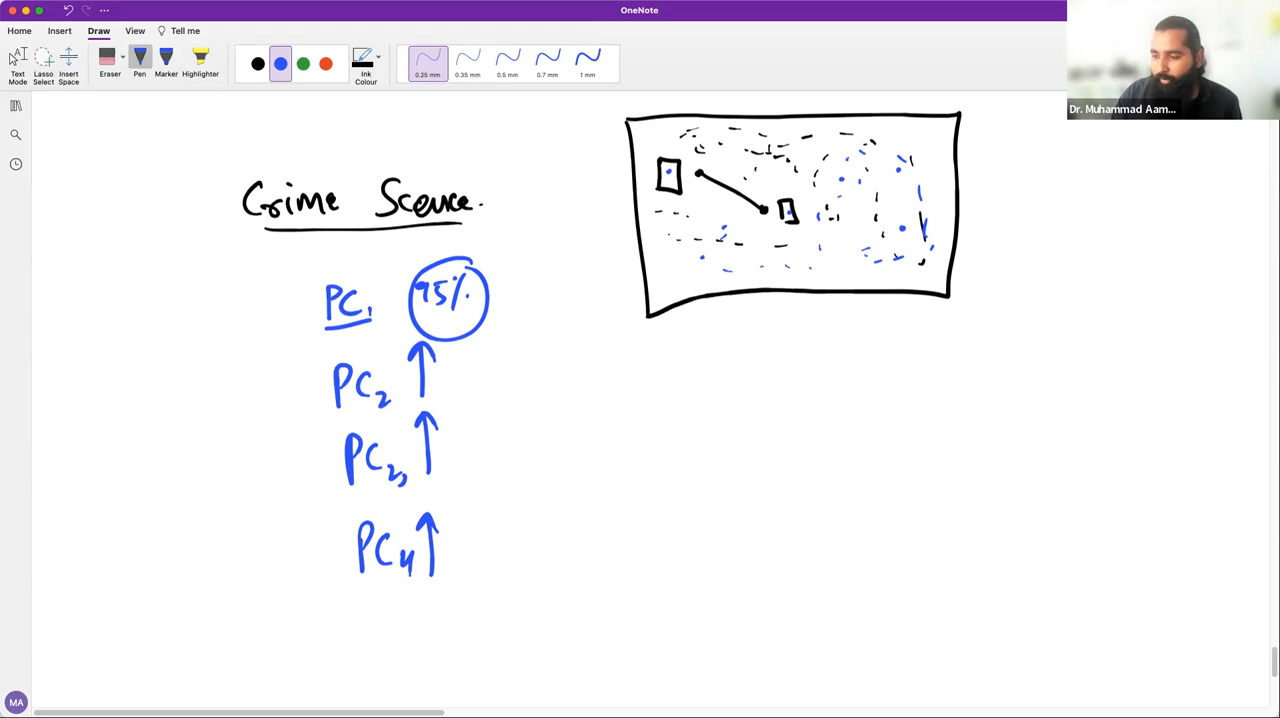 OneNote
Home Insert Draw View Tell me
Text Mode
Lasso Select
Insert Space
Eraser
Pen
Marker
Highlighter
Ink Colour
0.25 mm
0.35 mm
0.5 mm
0.7 mm
1 mm
Dr. Muhammad Aam...
Crime Scence.
PC1 95%
PC2
PC2,
PC4
MA